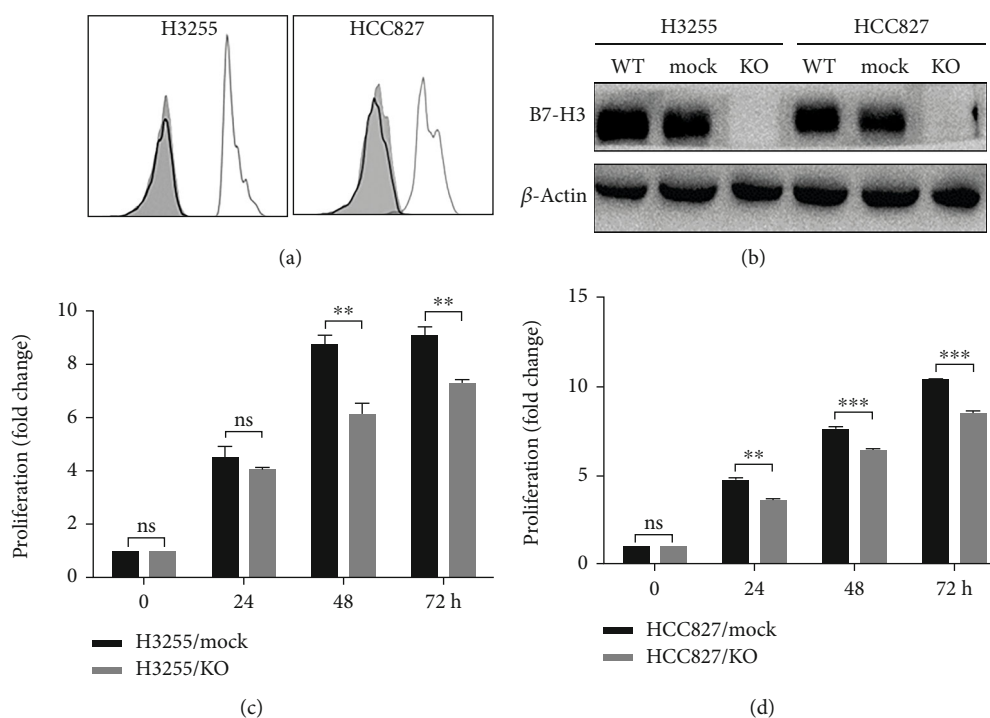 H3255 HCC827
(a)
H3255 HCC827
WT mock KO WT mock KO
B7-H3
β-Actin
(b)
Proliferation (fold change)
10
8
6
4
2
0
ns
ns
**
**
0 24 48 72 h
H3255/mock
H3255/KO
(c)
Proliferation (fold change)
15
10
5
0
ns
**
***
***
0 24 48 72 h
HCC827/mock
HCC827/KO
(d)